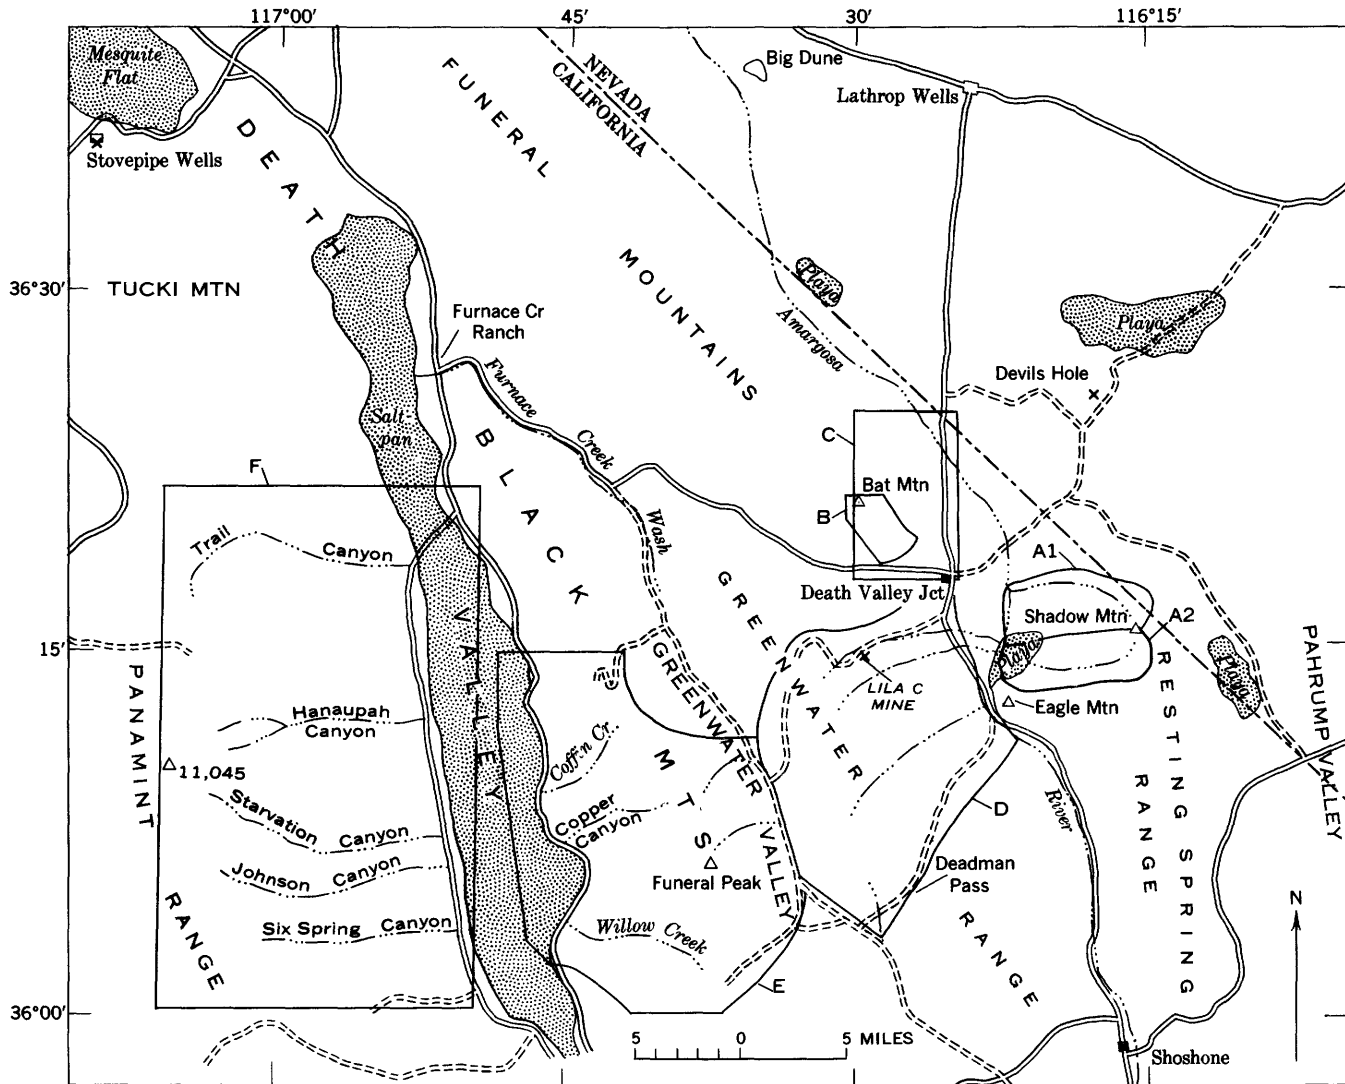 117°00′ 45′ 30′ 116°15′
Mesquite
Flat
Stovepipe Wells
DEATH
FUNERAL
NEVADA
CALIFORNIA
Big Dune
Lathrop Wells
36°30′
TUCKI MTN
MOUNTAINS
Playa
Playa
Amargosa
Furnace Cr
Ranch
Furnace
Creek
Wash
Devils Hole
Salt
pan
BLACK
C
Bat Mtn
B
F
Trail
Canyon
A1
Death Valley Jct
Shadow Mtn
A2
GREENWATER
15′
VALLEY
GREENWATER
VALLEY
Playa
Playa
LILA C
MINE
Eagle Mtn
PANAMINT
RANGE
Hanaupah
Canyon
11,045
Coffin Cr.
MTS
RESTING SPRING
RANGE
PAHRUMP VALLEY
Starvation Canyon
Copper
Canyon
D
River
Johnson Canyon
Funeral Peak
Deadman
Pass
Six Spring Canyon
Willow Creek
RANGE
N
E
36°00′
5 0 5 MILES
Shoshone